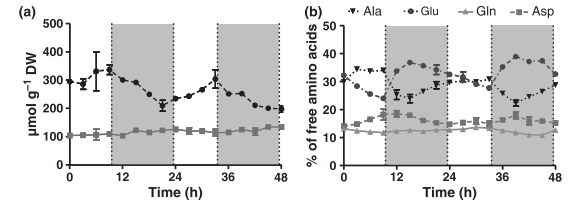 (a)
500
400
300
200
100
0
µmol g⁻¹ DW
0 12 24 36 48
Time (h)
(b)
Ala Glu Gln Asp
50
40
30
20
10
0
% of free amino acids
0 12 24 36 48
Time (h)